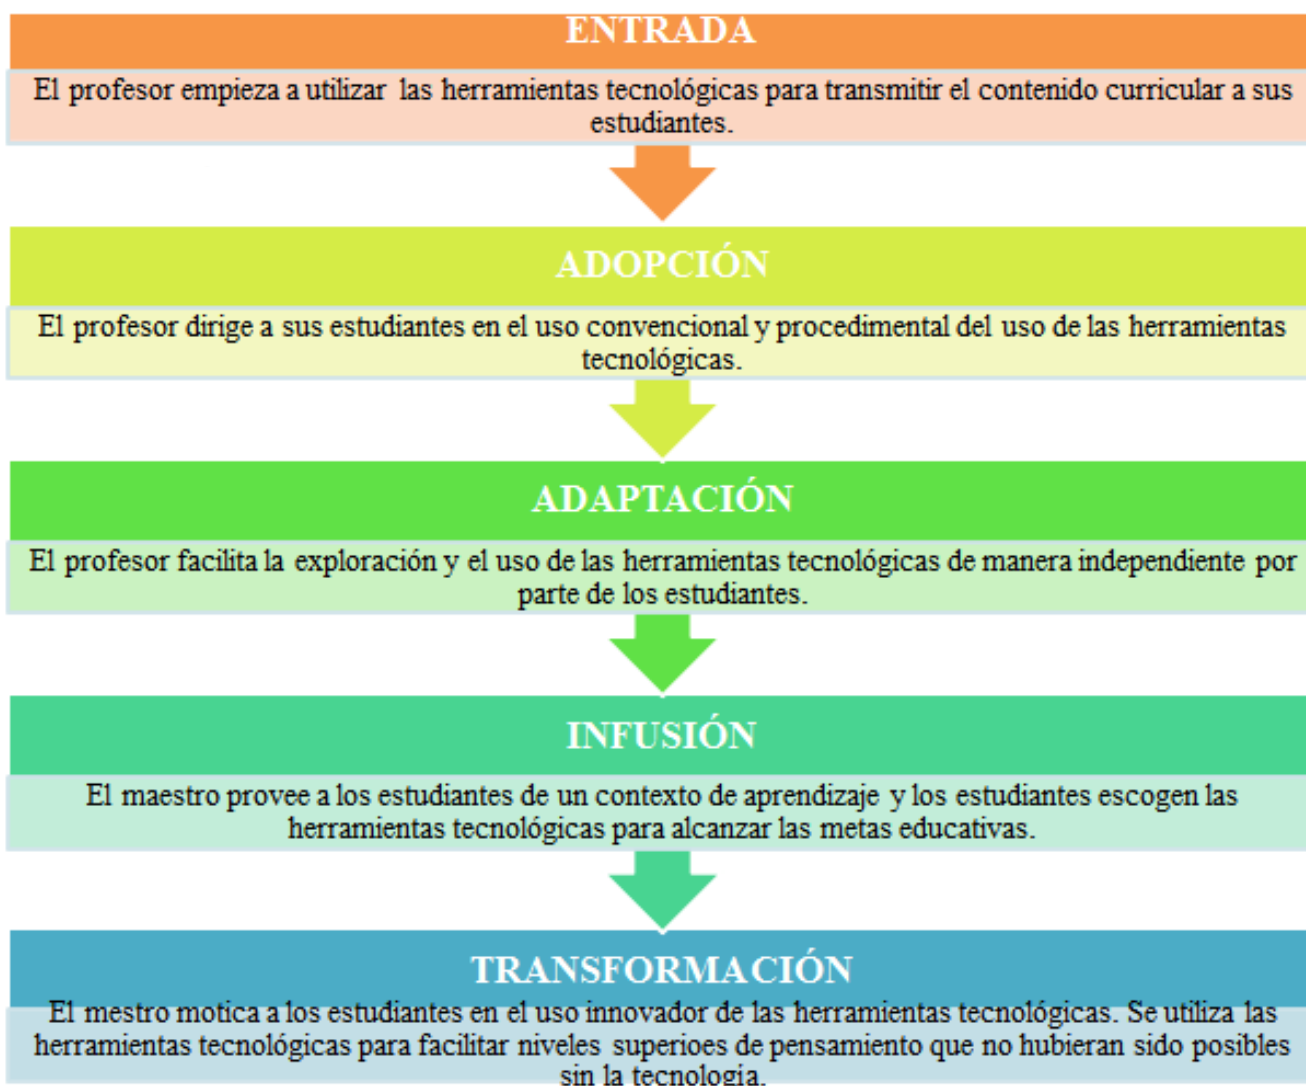 ENTRADA
El profesor empieza a utilizar las herramientas tecnológicas para transmitir el contenido curricular a sus
estudiantes.
ADOPCIÓN
El profesor dirige a sus estudiantes en el uso convencional y procedimental del uso de las herramientas
tecnológicas.
ADAPTACIÓN
El profesor facilita la exploración y el uso de las herramientas tecnológicas de manera independiente por
parte de los estudiantes.
INFUSIÓN
El maestro provee a los estudiantes de un contexto de aprendizaje y los estudiantes escogen las
herramientas tecnológicas para alcanzar las metas educativas.
TRANSFORMACIÓN
El mestro motica a los estudiantes en el uso innovador de las herramientas tecnológicas. Se utiliza las
herramientas tecnológicas para facilitar niveles superioes de pensamiento que no hubieran sido posibles
sin la tecnologia.